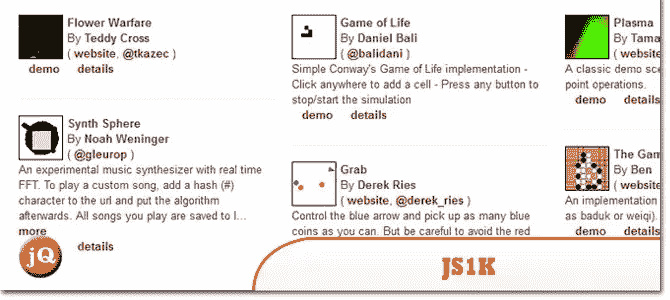 Flower Warfare
By Teddy Cross
( website, @tkazec )
demo details
Synth Sphere
By Noah Weninger
( @gleurop )
An experimental music synthesizer with real time
FFT. To play a custom song, add a hash (#)
character to the url and put the algorithm
afterwards. All songs you play are saved to l...
more
details
jQ
Game of Life
By Daniel Bali
( @balidani )
Simple Conway's Game of Life implementation -
Click anywhere to add a cell - Press any button to
stop/start the simulation
demo details
Grab
By Derek Ries
( website, @derek_ries )
Control the blue arrow and pick up as many blue
coins as you can. But be careful to avoid the red
Plasma
By Tama
( website
A classic demo sce
point operations.
demo details
The Gam
By Ben
( website
An implementation
as baduk or weiqi).
demo details
JS1K